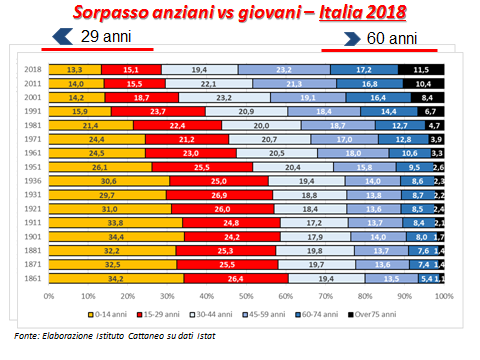 Sorpasso anziani vs giovani – Italia 2018
29 anni
60 anni
2018 13,3 15,1 19,4 23,2 17,2 11,5
2011 14,0 15,5 22,1 21,3 16,8 10,4
2001 14,2 18,7 23,2 19,1 16,4 8,4
1991 15,9 23,7 20,9 18,4 14,4 6,7
1981 21,4 22,4 20,0 18,7 12,7 4,7
1971 24,4 21,2 20,7 17,0 12,8 3,9
1961 24,5 23,0 20,5 18,0 10,6 3,3
1951 26,1 25,5 20,4 15,8 9,5 2,6
1936 30,6 25,0 19,4 14,0 8,6 2,3
1931 29,7 26,9 18,8 13,8 8,7 2,2
1921 31,0 26,0 18,4 13,6 8,5 2,4
1911 33,8 24,8 17,2 13,7 8,4 2,1
1901 34,4 24,2 17,9 14,0 8,0 1,7
1881 32,2 25,3 19,8 13,7 7,6 1,4
1871 32,5 25,5 19,7 13,6 7,4 1,4
1861 34,2 26,4 19,4 13,5 5,4 1,1
0% 10% 20% 30% 40% 50% 60% 70% 80% 90% 100%
0-14 anni 15-29 anni 30-44 anni 45-59 anni 60-74 anni Over75 anni
Fonte: Elaborazione Istituto Cattaneo su dati Istat